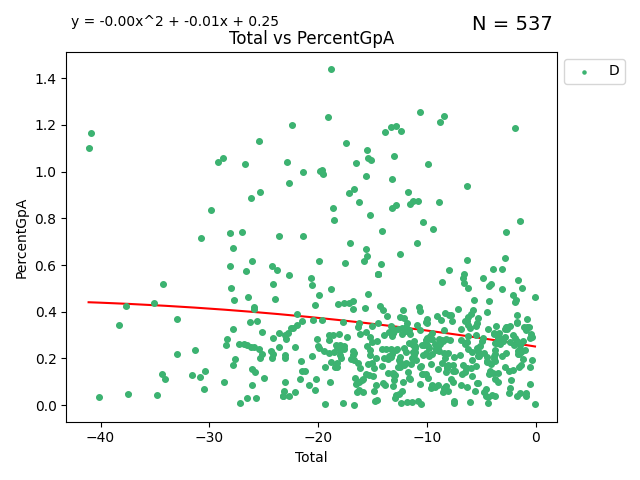 y = -0.00x^2 + -0.01x + 0.25
N = 537
Total vs PercentGpA
D
1.4
1.2
1.0
0.8
0.6
0.4
0.2
0.0
PercentGpA
−40
−30
−20
−10
0
Total